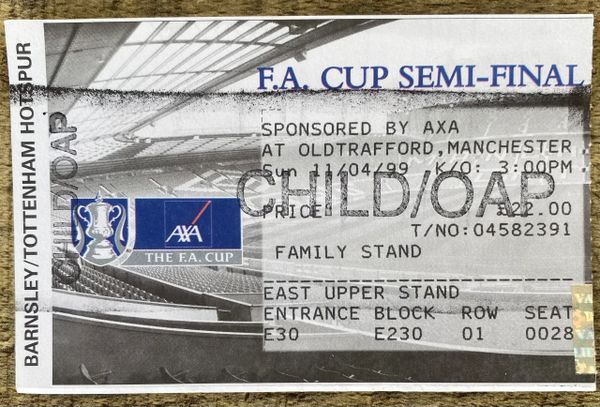 BARNSLEY/TOTTENHAM HOTSPUR
CHILD/OAP
F.A. CUP SEMI-FINAL
SPONSORED BY AXA
AT OLDTRAFFORD,MANCHESTER
Sun 11/04/99 K/O: 3:00PM
CHILD/OAP
PRICE: £22.00
T/NO:04582391
FAMILY STAND
AXA
THE F.A. CUP
EAST UPPER STAND
ENTRANCE BLOCK ROW SEAT
E30 E230 01 0028